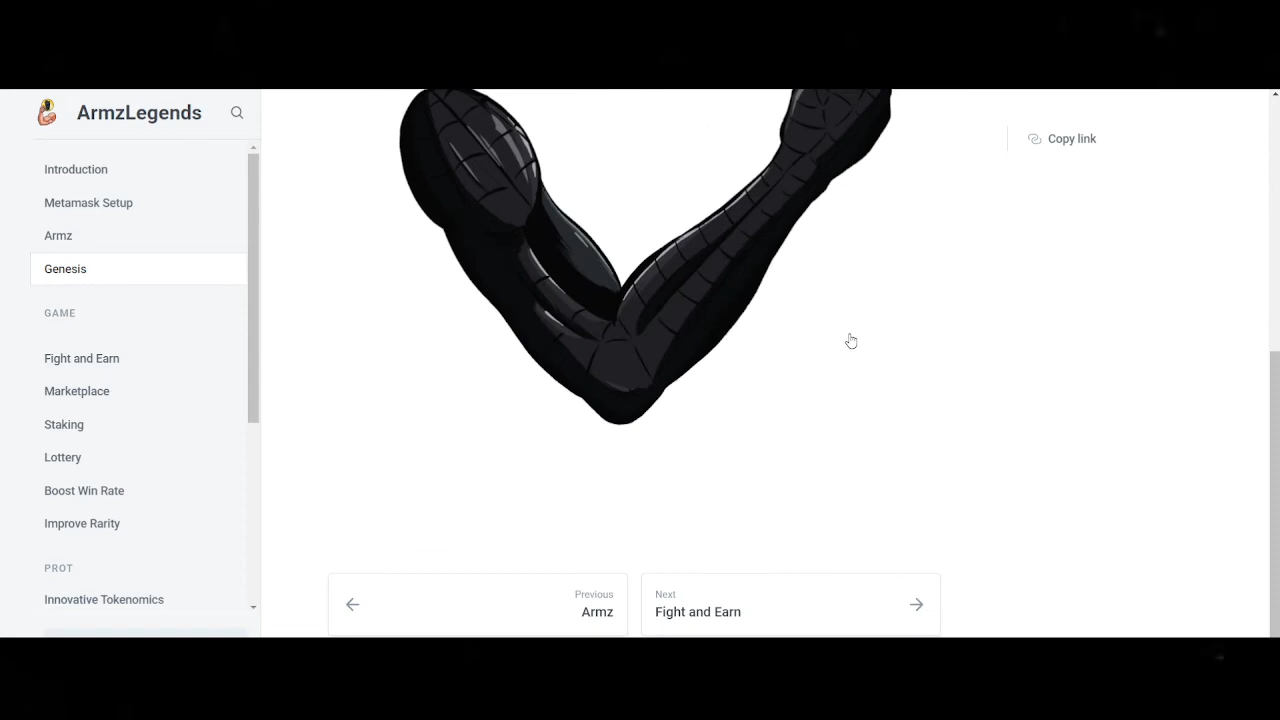 ArmzLegends
Introduction
Metamask Setup
Armz
Genesis
GAME
Fight and Earn
Marketplace
Staking
Lottery
Boost Win Rate
Improve Rarity
PROT
Innovative Tokenomics
Copy link
Previous
Armz
Next
Fight and Earn